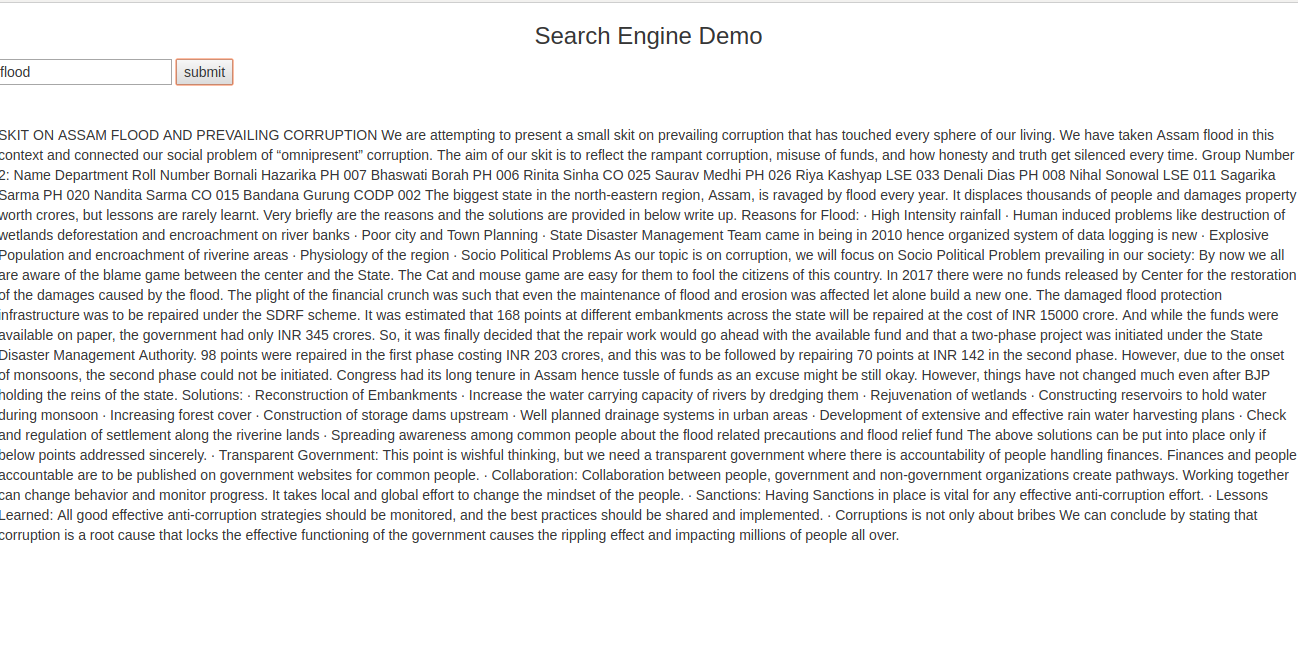 Search Engine Demo
flood
submit
SKIT ON ASSAM FLOOD AND PREVAILING CORRUPTION We are attempting to present a small skit on prevailing corruption that has touched every sphere of our living. We have taken Assam flood in this
context and connected our social problem of “omnipresent” corruption. The aim of our skit is to reflect the rampant corruption, misuse of funds, and how honesty and truth get silenced every time. Group Number
2: Name Department Roll Number Bornali Hazarika PH 007 Bhaswati Borah PH 006 Rinita Sinha CO 025 Saurav Medhi PH 026 Riya Kashyap LSE 033 Denali Dias PH 008 Nihal Sonowal LSE 011 Sagarika
Sarma PH 020 Nandita Sarma CO 015 Bandana Gurung CODP 002 The biggest state in the north-eastern region, Assam, is ravaged by flood every year. It displaces thousands of people and damages property
worth crores, but lessons are rarely learnt. Very briefly are the reasons and the solutions are provided in below write up. Reasons for Flood: · High Intensity rainfall · Human induced problems like destruction of
wetlands deforestation and encroachment on river banks · Poor city and Town Planning · State Disaster Management Team came in being in 2010 hence organized system of data logging is new · Explosive
Population and encroachment of riverine areas · Physiology of the region · Socio Political Problems As our topic is on corruption, we will focus on Socio Political Problem prevailing in our society: By now we all
are aware of the blame game between the center and the State. The Cat and mouse game are easy for them to fool the citizens of this country. In 2017 there were no funds released by Center for the restoration
of the damages caused by the flood. The plight of the financial crunch was such that even the maintenance of flood and erosion was affected let alone build a new one. The damaged flood protection
infrastructure was to be repaired under the SDRF scheme. It was estimated that 168 points at different embankments across the state will be repaired at the cost of INR 15000 crore. And while the funds were
available on paper, the government had only INR 345 crores. So, it was finally decided that the repair work would go ahead with the available fund and that a two-phase project was initiated under the State
Disaster Management Authority. 98 points were repaired in the first phase costing INR 203 crores, and this was to be followed by repairing 70 points at INR 142 in the second phase. However, due to the onset
of monsoons, the second phase could not be initiated. Congress had its long tenure in Assam hence tussle of funds as an excuse might be still okay. However, things have not changed much even after BJP
holding the reins of the state. Solutions: · Reconstruction of Embankments · Increase the water carrying capacity of rivers by dredging them · Rejuvenation of wetlands · Constructing reservoirs to hold water
during monsoon · Increasing forest cover · Construction of storage dams upstream · Well planned drainage systems in urban areas · Development of extensive and effective rain water harvesting plans · Check
and regulation of settlement along the riverine lands · Spreading awareness among common people about the flood related precautions and flood relief fund The above solutions can be put into place only if
below points addressed sincerely. · Transparent Government: This point is wishful thinking, but we need a transparent government where there is accountability of people handling finances. Finances and people
accountable are to be published on government websites for common people. · Collaboration: Collaboration between people, government and non-government organizations create pathways. Working together
can change behavior and monitor progress. It takes local and global effort to change the mindset of the people. · Sanctions: Having Sanctions in place is vital for any effective anti-corruption effort. · Lessons
Learned: All good effective anti-corruption strategies should be monitored, and the best practices should be shared and implemented. · Corruptions is not only about bribes We can conclude by stating that
corruption is a root cause that locks the effective functioning of the government causes the rippling effect and impacting millions of people all over.